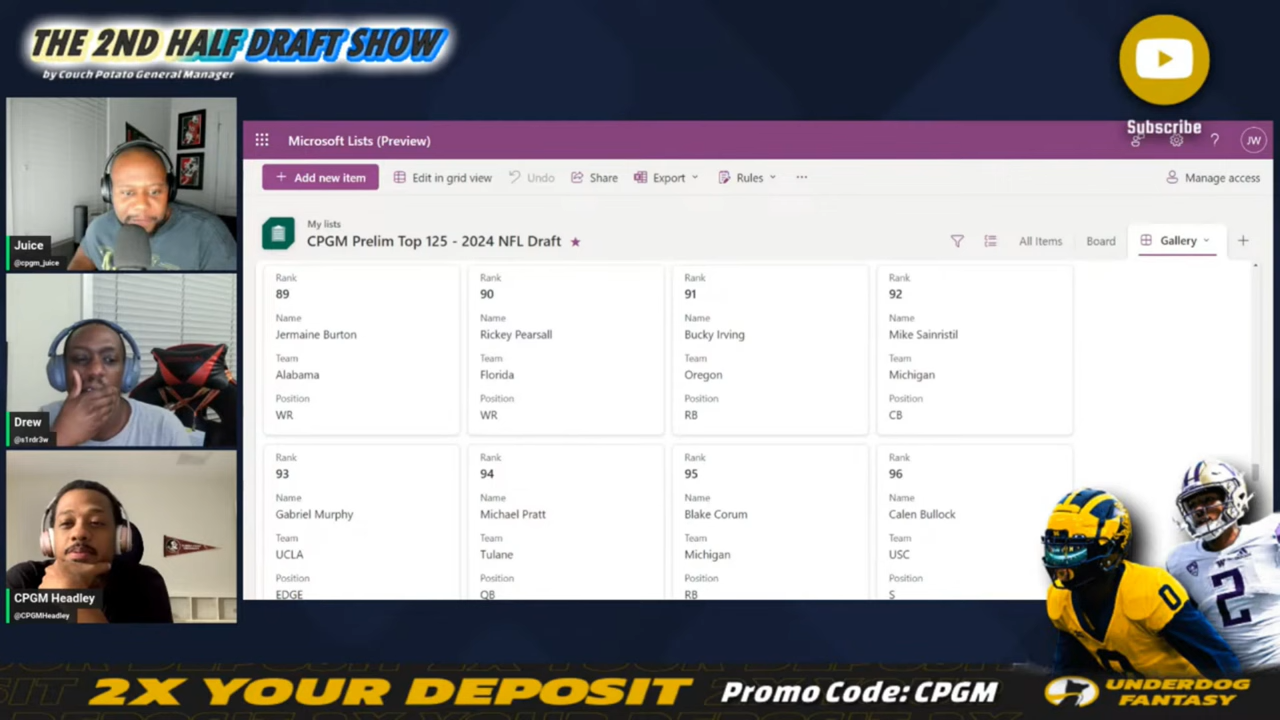 THE 2ND HALF DRAFT SHOW
by Couch Potato General Manager
Subscribe
Juice
@cpgm_juice
Drew
@s1rdr3w
CPGM Headley
@CPGMHeadley
Microsoft Lists (Preview)
? JW
+ Add new item Edit in grid view Undo Share Export Rules ... Manage access
My lists
CPGM Prelim Top 125 - 2024 NFL Draft
All Items Board Gallery +
Rank Rank Rank Rank
89 90 91 92
Name Name Name Name
Jermaine Burton Rickey Pearsall Bucky Irving Mike Sainristil
Team Team Team Team
Alabama Florida Oregon Michigan
Position Position Position Position
WR WR RB CB
Rank Rank Rank Rank
93 94 95 96
Name Name Name Name
Gabriel Murphy Michael Pratt Blake Corum Calen Bullock
Team Team Team Team
UCLA Tulane Michigan USC
Position Position Position Position
EDGE QB RB S
0
2
2X YOUR DEPOSIT Promo Code: CPGM UNDERDOG
FANTASY